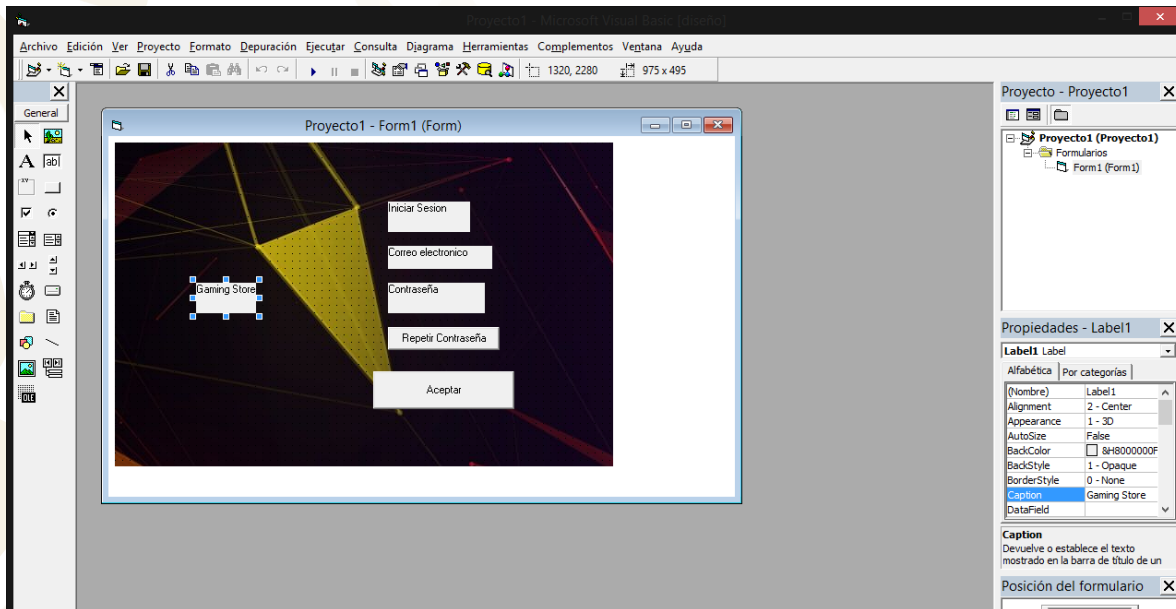 Proyecto1 - Microsoft Visual Basic [diseño]
Archivo Edición Ver Proyecto Formato Depuración Ejecutar Consulta Diagrama Herramientas Complementos Ventana Ayuda
1320, 2280 975 x 495
General
A ab|
XY
OLE
Proyecto1 - Form1 (Form)
Iniciar Sesion
Correo electronico
Gaming Store
Contraseña
Repetir Contraseña
Aceptar
Proyecto - Proyecto1
Proyecto1 (Proyecto1)
Formularios
Form1 (Form1)
Propiedades - Label1
Label1 Label
Alfabética Por categorías
(Nombre) Label1
Alignment 2 - Center
Appearance 1 - 3D
AutoSize False
BackColor &H8000000F
BackStyle 1 - Opaque
BorderStyle 0 - None
Caption Gaming Store
DataField
Caption
Devuelve o establece el texto
mostrado en la barra de título de un
Posición del formulario